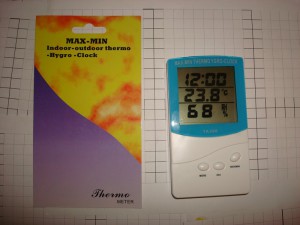 MAX-MIN
Indoor-outdoor thermo
-Hygro -Clock
Thermo
METER
12:00
23.8°C
68